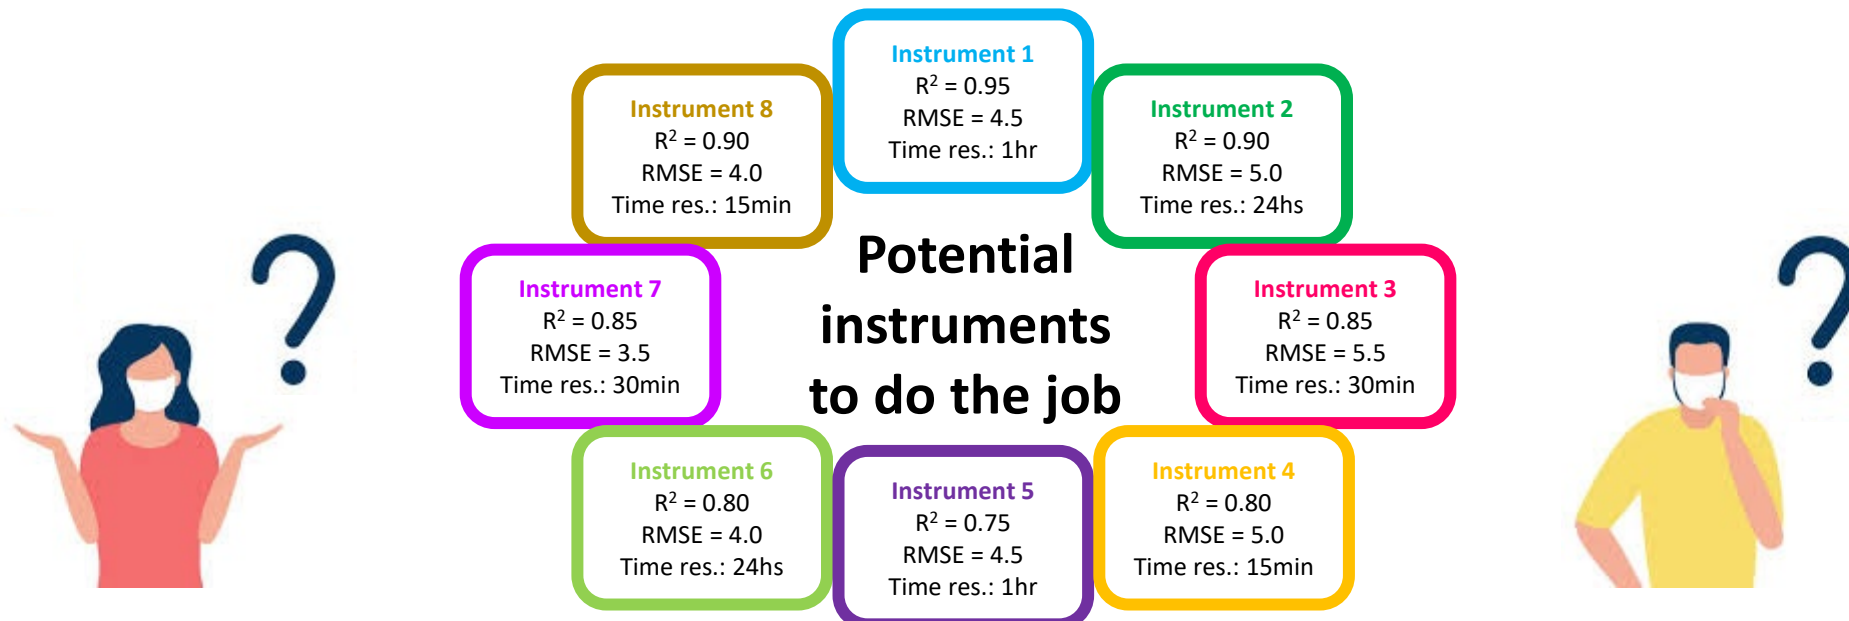 Instrument 1
R² = 0.95
RMSE = 4.5
Time res.: 1hr
Instrument 2
R² = 0.90
RMSE = 5.0
Time res.: 24hs
Instrument 3
R² = 0.85
RMSE = 5.5
Time res.: 30min
Instrument 4
R² = 0.80
RMSE = 5.0
Time res.: 15min
Instrument 5
R² = 0.75
RMSE = 4.5
Time res.: 1hr
Instrument 6
R² = 0.80
RMSE = 4.0
Time res.: 24hs
Instrument 7
R² = 0.85
RMSE = 3.5
Time res.: 30min
Instrument 8
R² = 0.90
RMSE = 4.0
Time res.: 15min
Potential
instruments
to do the job
?
?